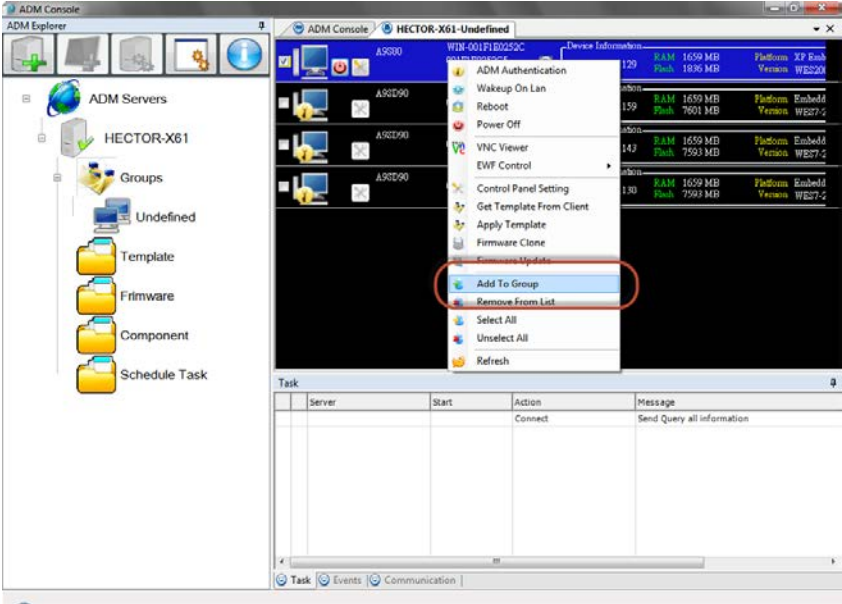 ADM Console
ADM Explorer
ADM Console
HECTOR-X61-Undefined
ADM Servers
HECTOR-X61
Groups
Undefined
Template
Frimware
Component
Schedule Task
A9S00 WIN-001F1E0252C Device Information
129 RAM 1659 MB Platform XP Emb
Flash 1836 MB Version WES200
A9SD90
159 RAM 1659 MB Platform Embedd
Flash 7601 MB Version WES7-2
A9SD90
143 RAM 1659 MB Platform Embedd
Flash 7593 MB Version WES7-2
A9SD90
130 RAM 1659 MB Platform Embedd
Flash 7593 MB Version WES7-2
ADM Authentication
Wakeup On Lan
Reboot
Power Off
VNC Viewer
EWF Control
Control Panel Setting
Get Template From Client
Apply Template
Firmware Clone
Firmware Update
Add To Group
Remove From List
Select All
Unselect All
Refresh
Task
Server Start Action Message
Connect Send Query all information
Task Events Communication